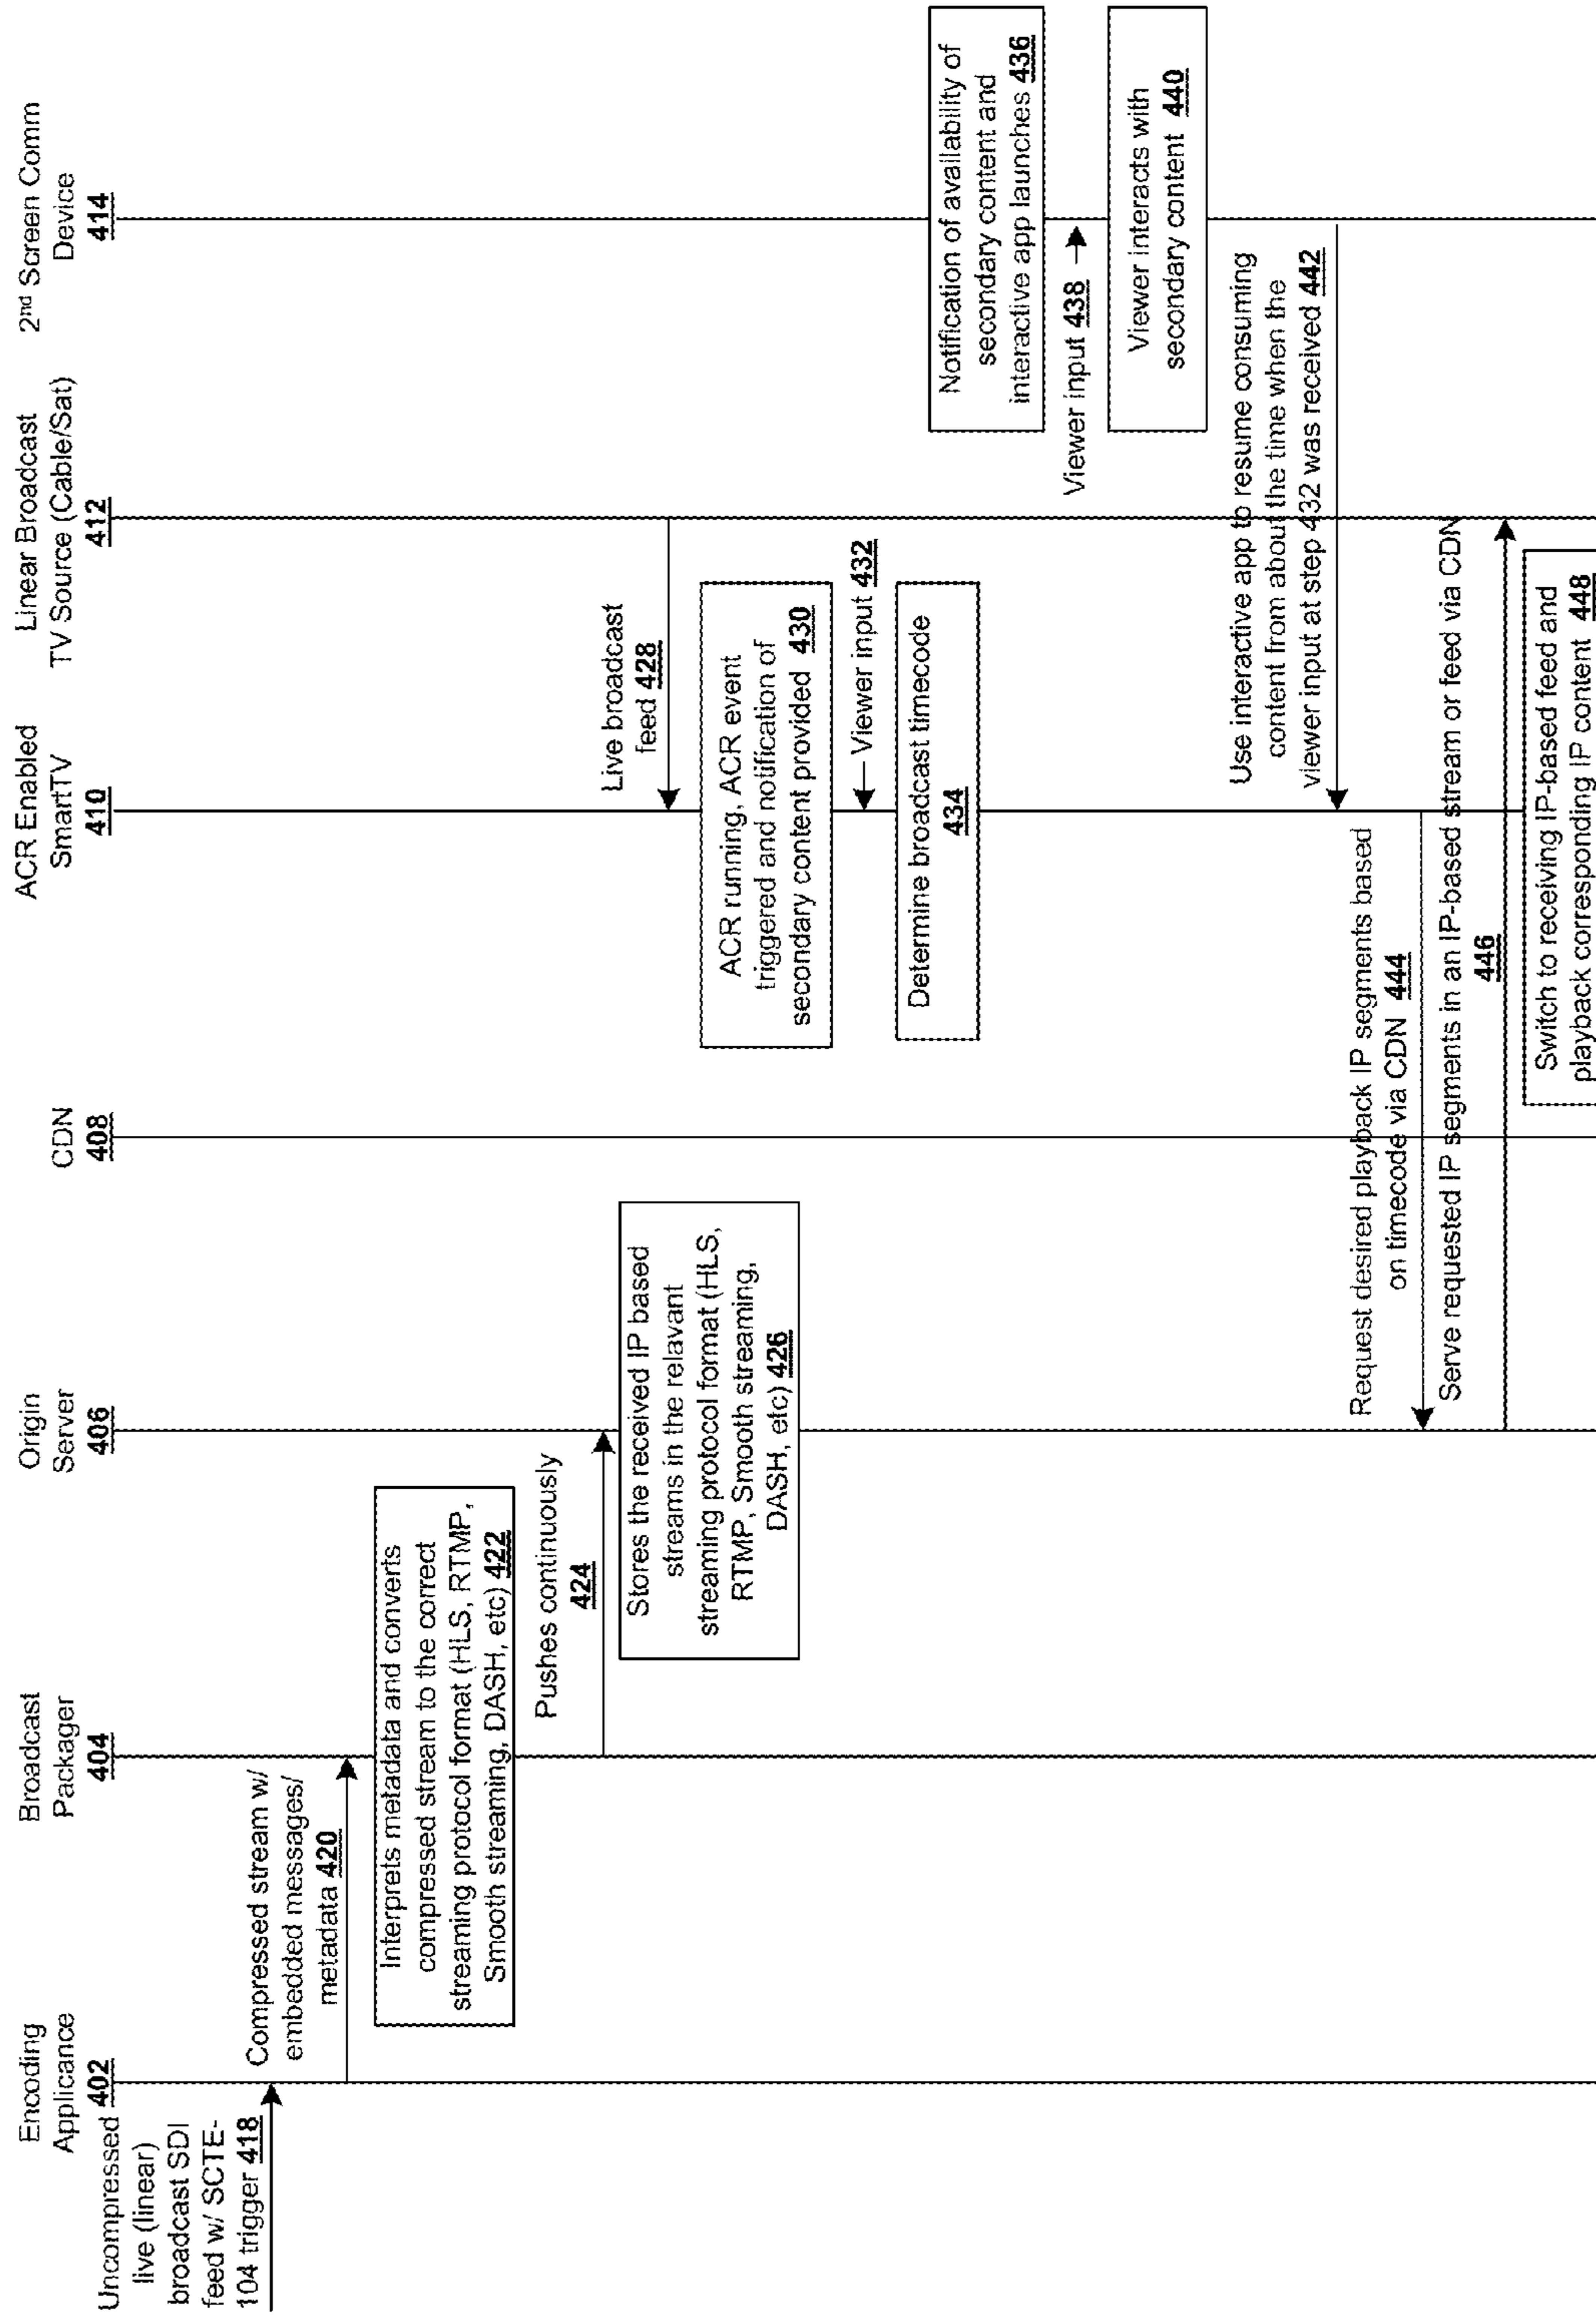 Encoding
Applicance
402
Broadcast
Packager
404
Origin
Server
406
CDN
408
ACR Enabled
SmartTV
410
Linear Broadcast
TV Source (Cable/Sat)
412
2nd Screen Comm
Device
414
Uncompressed
live (linear)
broadcast SDI
feed w/ SCTE-
104 trigger 418
Compressed stream w/
embedded messages/
metadata 420
Interprets metadata and converts
compressed stream to the correct
streaming protocol format (HLS, RTMP,
Smooth streaming, DASH, etc) 422
Pushes continuously
424
Stores the received IP based
streams in the relavant
streaming protocol format (HLS,
RTMP, Smooth streaming,
DASH, etc) 426
Live broadcast
feed 428
ACR running, ACR event
triggered and notification of
secondary content provided 430
Viewer input 432
Determine broadcast timecode
434
Notification of availability of
secondary content and
interactive app launches 436
Viewer input 438
Viewer interacts with
secondary content 440
Use interactive app to resume consuming
content from about the time when the
viewer input at step 432 was received 442
Request desired playback IP segments based
on timecode via CDN 444
Serve requested IP segments in an IP-based stream or feed via CDN
446
Switch to receiving IP-based feed and
playback corresponding IP content 448